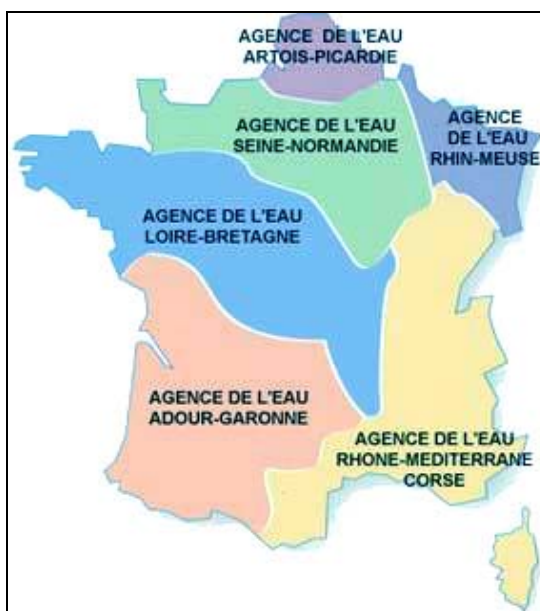 AGENCE DE L'EAU
ARTOIS-PICARDIE
AGENCE DE L'EAU
SEINE-NORMANDIE
AGENCE
DE L'EAU
RHIN-MEUSE
AGENCE DE L'EAU
LOIRE-BRETAGNE
AGENCE DE L'EAU
ADOUR-GARONNE
AGENCE DE L'EAU
RHONE-MEDITERRANE
CORSE